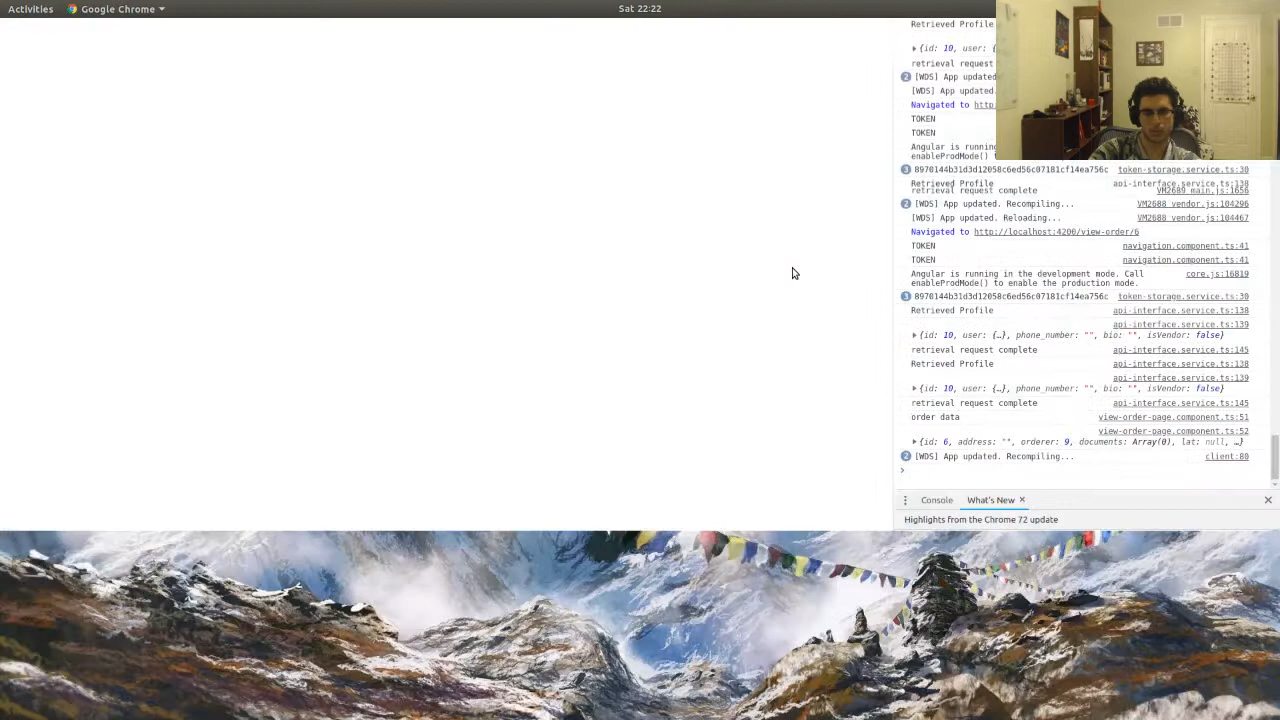 Activities Google Chrome Sat 22:22
Retrieved Profile
{id: 10, user: {
retrieval request
2 [WDS] App updated
[WDS] App updated.
Navigated to http:
TOKEN
TOKEN
Angular is running
enableProdMode() t
3 8970144b31d3d12058c6ed56c07181cf14ea756c token-storage.service.ts:30
Retrieved Profile api-interface.service.ts:138
retrieval request complete VM2689 main.js:1656
2 [WDS] App updated. Recompiling... VM2688 vendor.js:104296
[WDS] App updated. Reloading... VM2688 vendor.js:104467
Navigated to http://localhost:4200/view-order/6
TOKEN navigation.component.ts:41
TOKEN navigation.component.ts:41
Angular is running in the development mode. Call core.js:16819
enableProdMode() to enable the production mode.
3 8970144b31d3d12058c6ed56c07181cf14ea756c token-storage.service.ts:30
Retrieved Profile api-interface.service.ts:138
api-interface.service.ts:139
{id: 10, user: {…}, phone_number: "", bio: "", isVendor: false}
retrieval request complete api-interface.service.ts:145
Retrieved Profile api-interface.service.ts:138
api-interface.service.ts:139
{id: 10, user: {…}, phone_number: "", bio: "", isVendor: false}
retrieval request complete api-interface.service.ts:145
order data view-order-page.component.ts:51
view-order-page.component.ts:52
{id: 6, address: "", orderer: 9, documents: Array(0), lat: null, …}
2 [WDS] App updated. Recompiling... client:80
Console What's New
Highlights from the Chrome 72 update